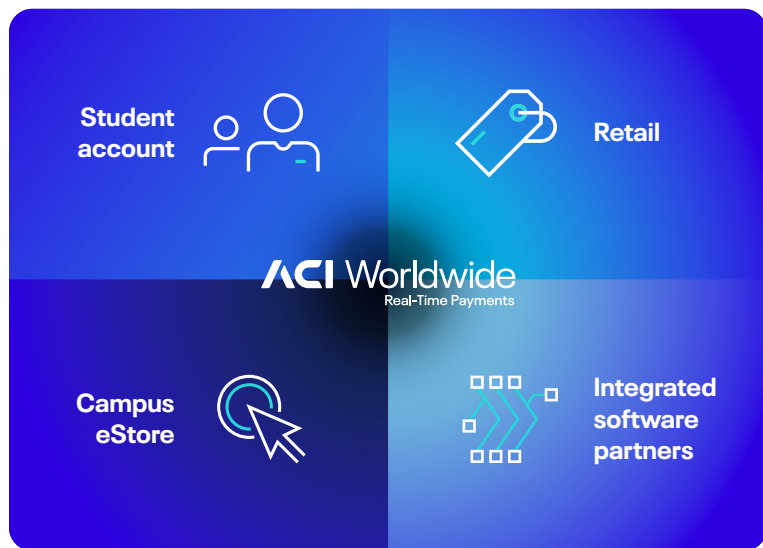 Student
account
Retail
ACI Worldwide
Real-Time Payments
Campus
eStore
Integrated
software
partners